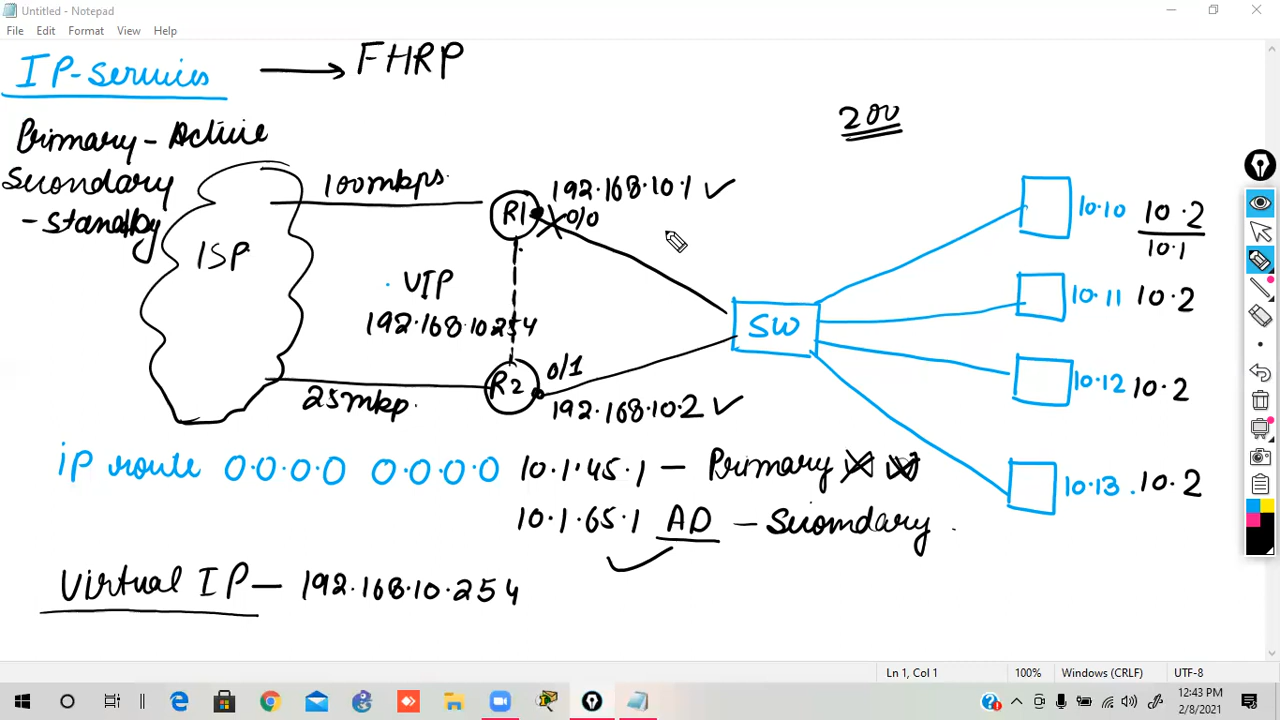 Untitled - Notepad
File Edit Format View Help
IP-Services → FHRP
200
Primary - Active
Secondary
- Standby
100mbps.
R1
192.168.10.1 ✓
0/0
ISP
VIP
192.168.10.254
R2
0/1
25mbp.
192.168.10.2 ✓
SW
10.10 10.2
10.1
10.11 10.2
10.12 10.2
10.13. 10.2
ip route 0.0.0.0 0.0.0.0 10.1.45.1 - Primary
10.1.65.1 AD - Secondary.
Virtual IP - 192.168.10.254
Ln 1, Col 1 100% Windows (CRLF) UTF-8
12:43 PM
2/8/2021